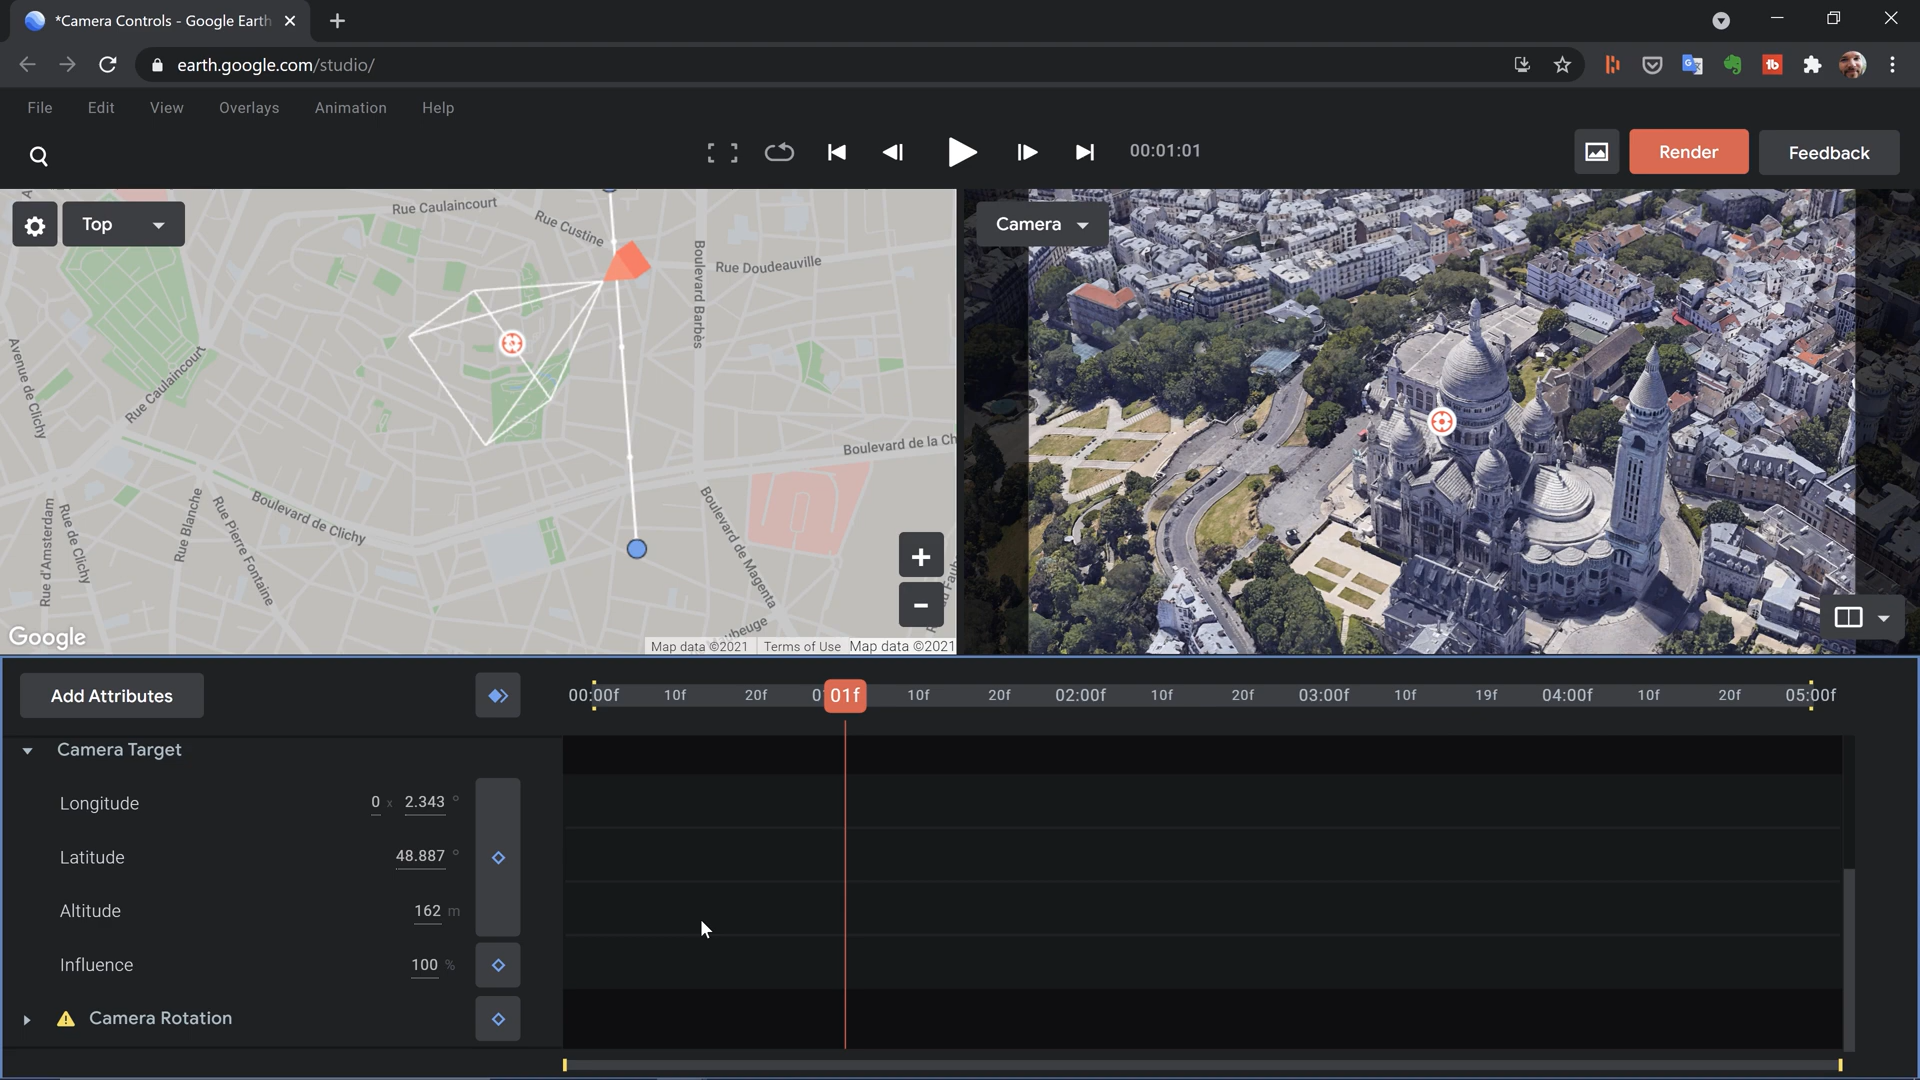 *Camera Controls - Google Earth
earth.google.com/studio/
File Edit View Overlays Animation Help
00:01:01
Render
Feedback
Top
Camera
Rue Caulaincourt
Rue Custine
Rue Doudeauville
Boulevard Barbès
Avenue de Clichy
Rue Caulaincourt
Boulevard de la Ch
Boulevard de Clichy
Rue Blanche
Rue Pierre Fontaine
Rue d'Amsterdam
Rue de Clichy
Boulevard de Magenta
ubeuge
Google
Map data ©2021 Terms of Use Map data ©2021
Add Attributes
00:00f 10f 20f 0 01f 10f 20f 02:00f 10f 20f 03:00f 10f 19f 04:00f 10f 20f 05:00f
Camera Target
Longitude 0 x 2.343 °
Latitude 48.887 °
Altitude 162 m
Influence 100 %
Camera Rotation